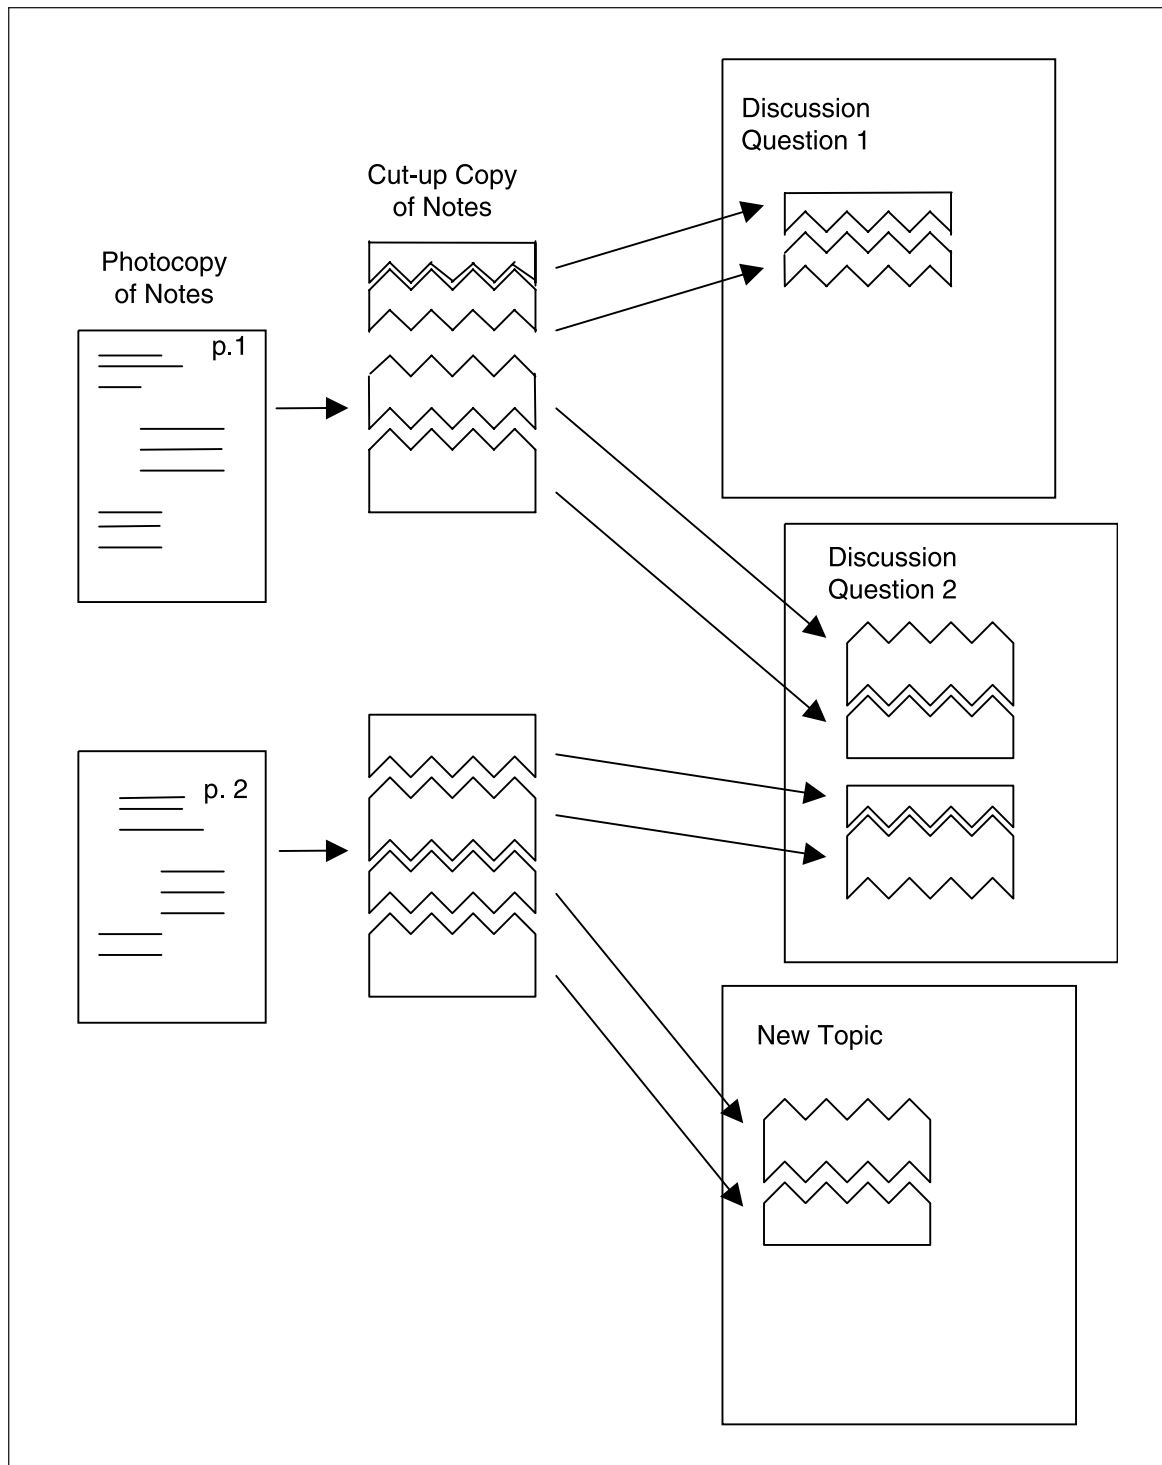 Discussion
Question 1
Cut-up Copy
of Notes
Photocopy
of Notes
p.1
Discussion
Question 2
p. 2
New Topic